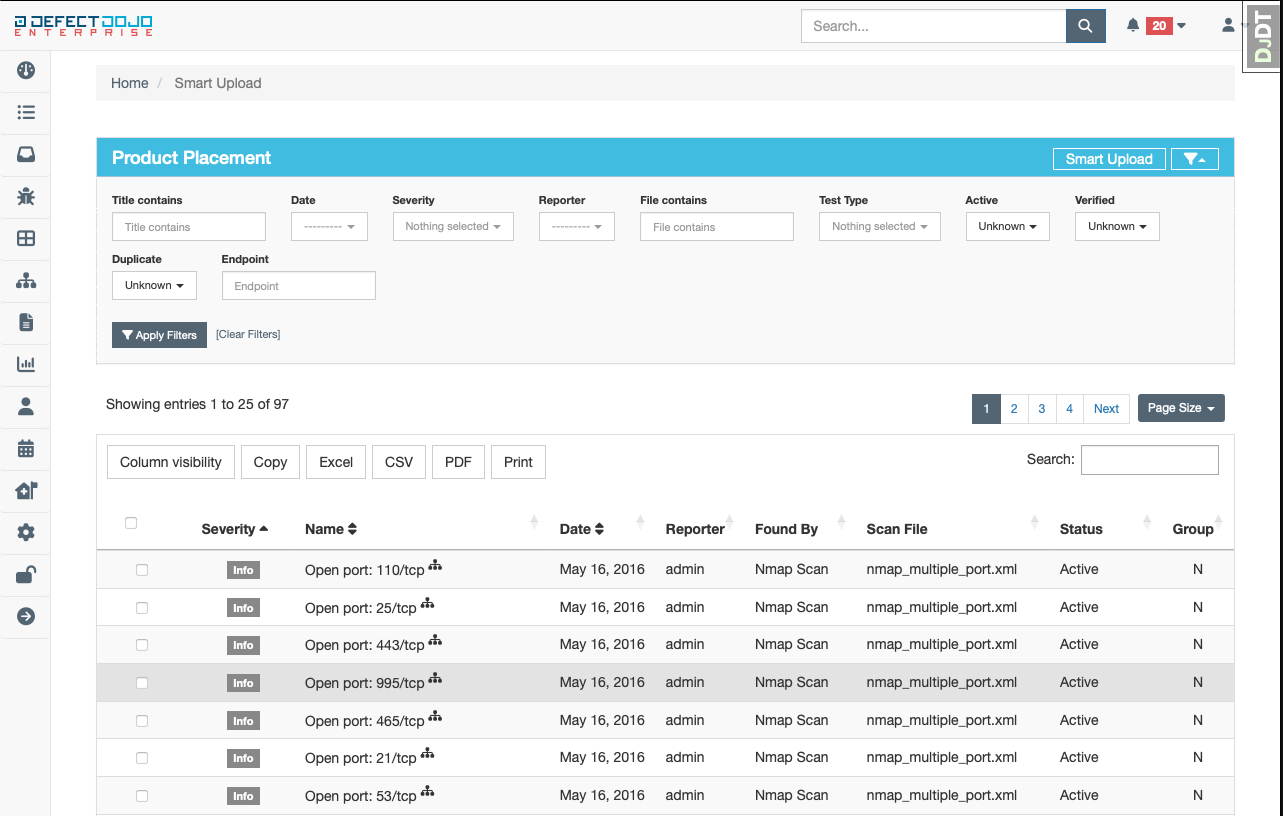 DEFECTDOJO
ENTERPRISE
Search...
20
DJDT
Home / Smart Upload
Product Placement
Smart Upload
Title contains Date Severity Reporter File contains Test Type Active Verified
Title contains --------- Nothing selected --------- File contains Nothing selected Unknown Unknown
Duplicate Endpoint
Unknown Endpoint
Apply Filters [Clear Filters]
Showing entries 1 to 25 of 97
1 2 3 4 Next Page Size
Column visibility Copy Excel CSV PDF Print Search:
Severity Name Date Reporter Found By Scan File Status Group
Info Open port: 110/tcp May 16, 2016 admin Nmap Scan nmap_multiple_port.xml Active N
Info Open port: 25/tcp May 16, 2016 admin Nmap Scan nmap_multiple_port.xml Active N
Info Open port: 443/tcp May 16, 2016 admin Nmap Scan nmap_multiple_port.xml Active N
Info Open port: 995/tcp May 16, 2016 admin Nmap Scan nmap_multiple_port.xml Active N
Info Open port: 465/tcp May 16, 2016 admin Nmap Scan nmap_multiple_port.xml Active N
Info Open port: 21/tcp May 16, 2016 admin Nmap Scan nmap_multiple_port.xml Active N
Info Open port: 53/tcp May 16, 2016 admin Nmap Scan nmap_multiple_port.xml Active N